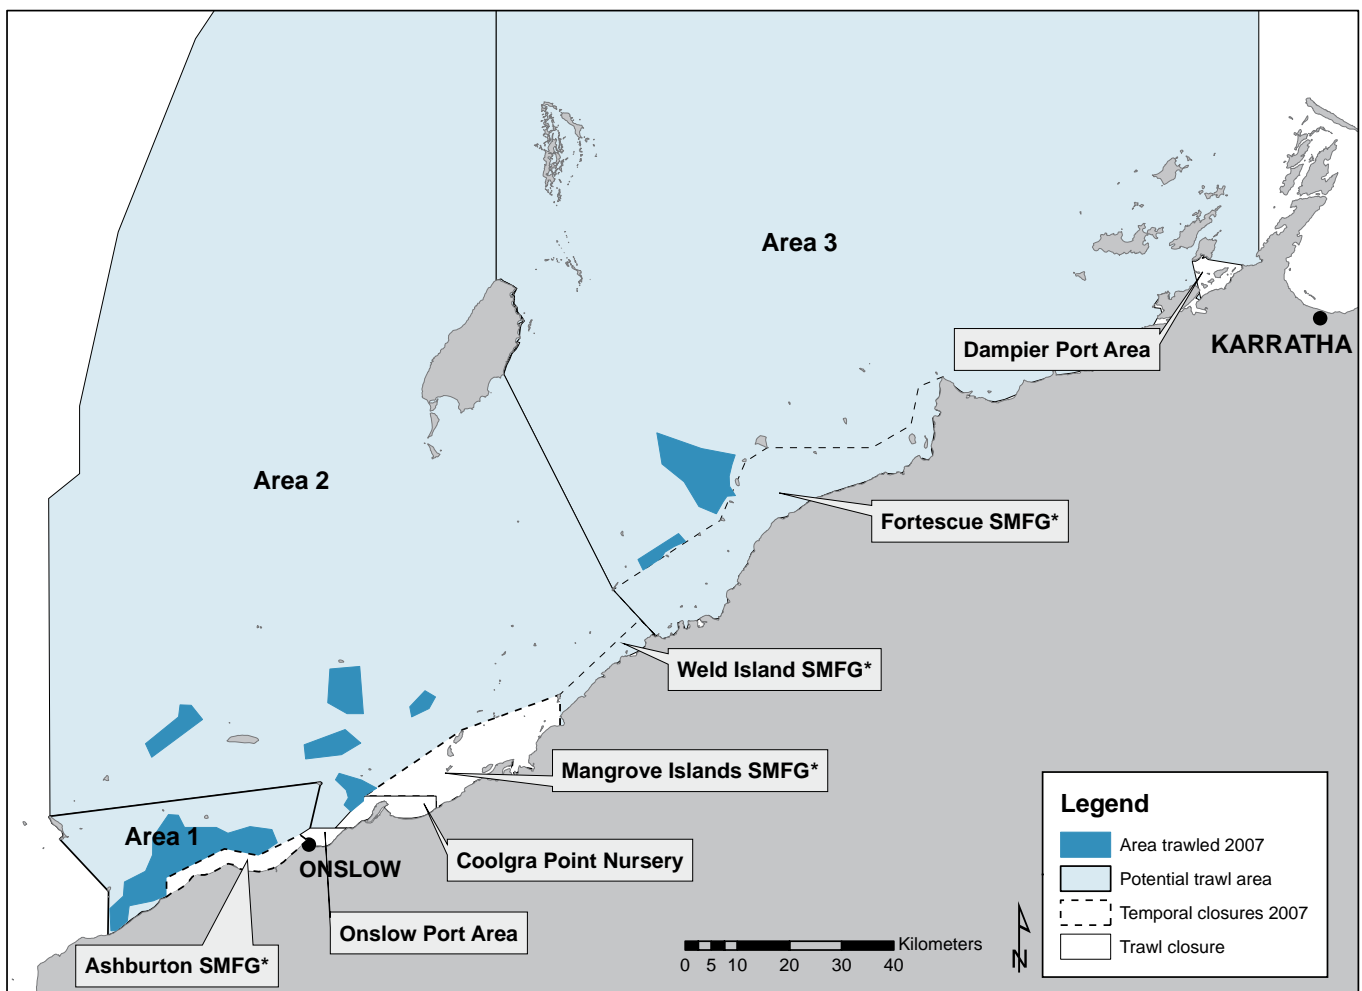 Area 3
Dampier Port Area
KARRATHA
Area 2
Fortescue SMFG*
Weld Island SMFG*
Mangrove Islands SMFG*
Area 1
ONSLOW
Coolgra Point Nursery
Onslow Port Area
Ashburton SMFG*
Kilometers
0 5 10 20 30 40
N
Legend
Area trawled 2007
Potential trawl area
Temporal closures 2007
Trawl closure